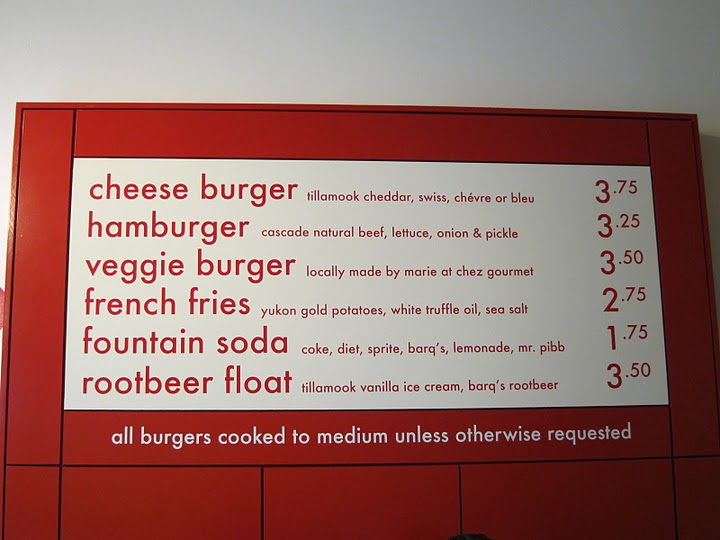 cheese burger tillamook cheddar, swiss, chévre or bleu 3.75
hamburger cascade natural beef, lettuce, onion & pickle 3.25
veggie burger locally made by marie at chez gourmet 3.50
french fries yukon gold potatoes, white truffle oil, sea salt 2.75
fountain soda coke, diet, sprite, barq's, lemonade, mr. pibb 1.75
rootbeer float tillamook vanilla ice cream, barq's rootbeer 3.50
all burgers cooked to medium unless otherwise requested